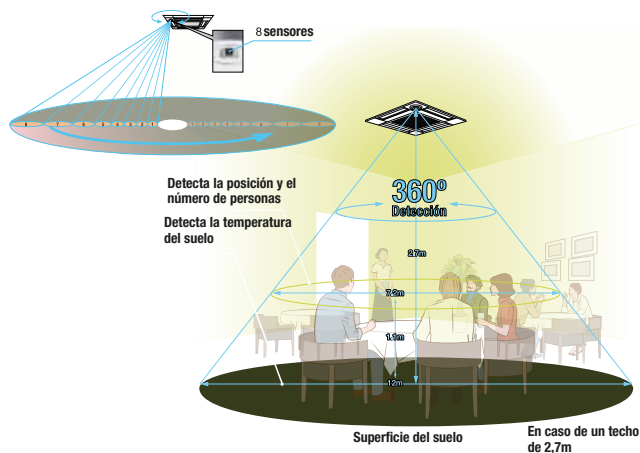 8 sensores
Detecta la posición y el
número de personas
Detecta la temperatura
del suelo
360º
Detección
2.7m
7.2m
1.1m
12m
Superficie del suelo
En caso de un techo
de 2,7m